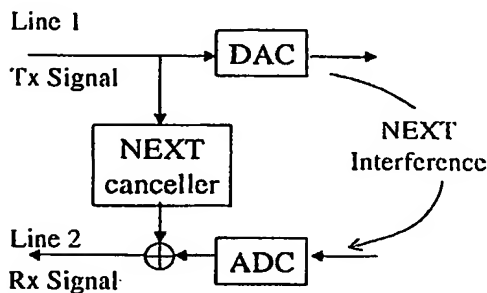 Line 1
DAC
Tx Signal
NEXT
Interference
NEXT
canceller
Line 2
ADC
Rx Signal